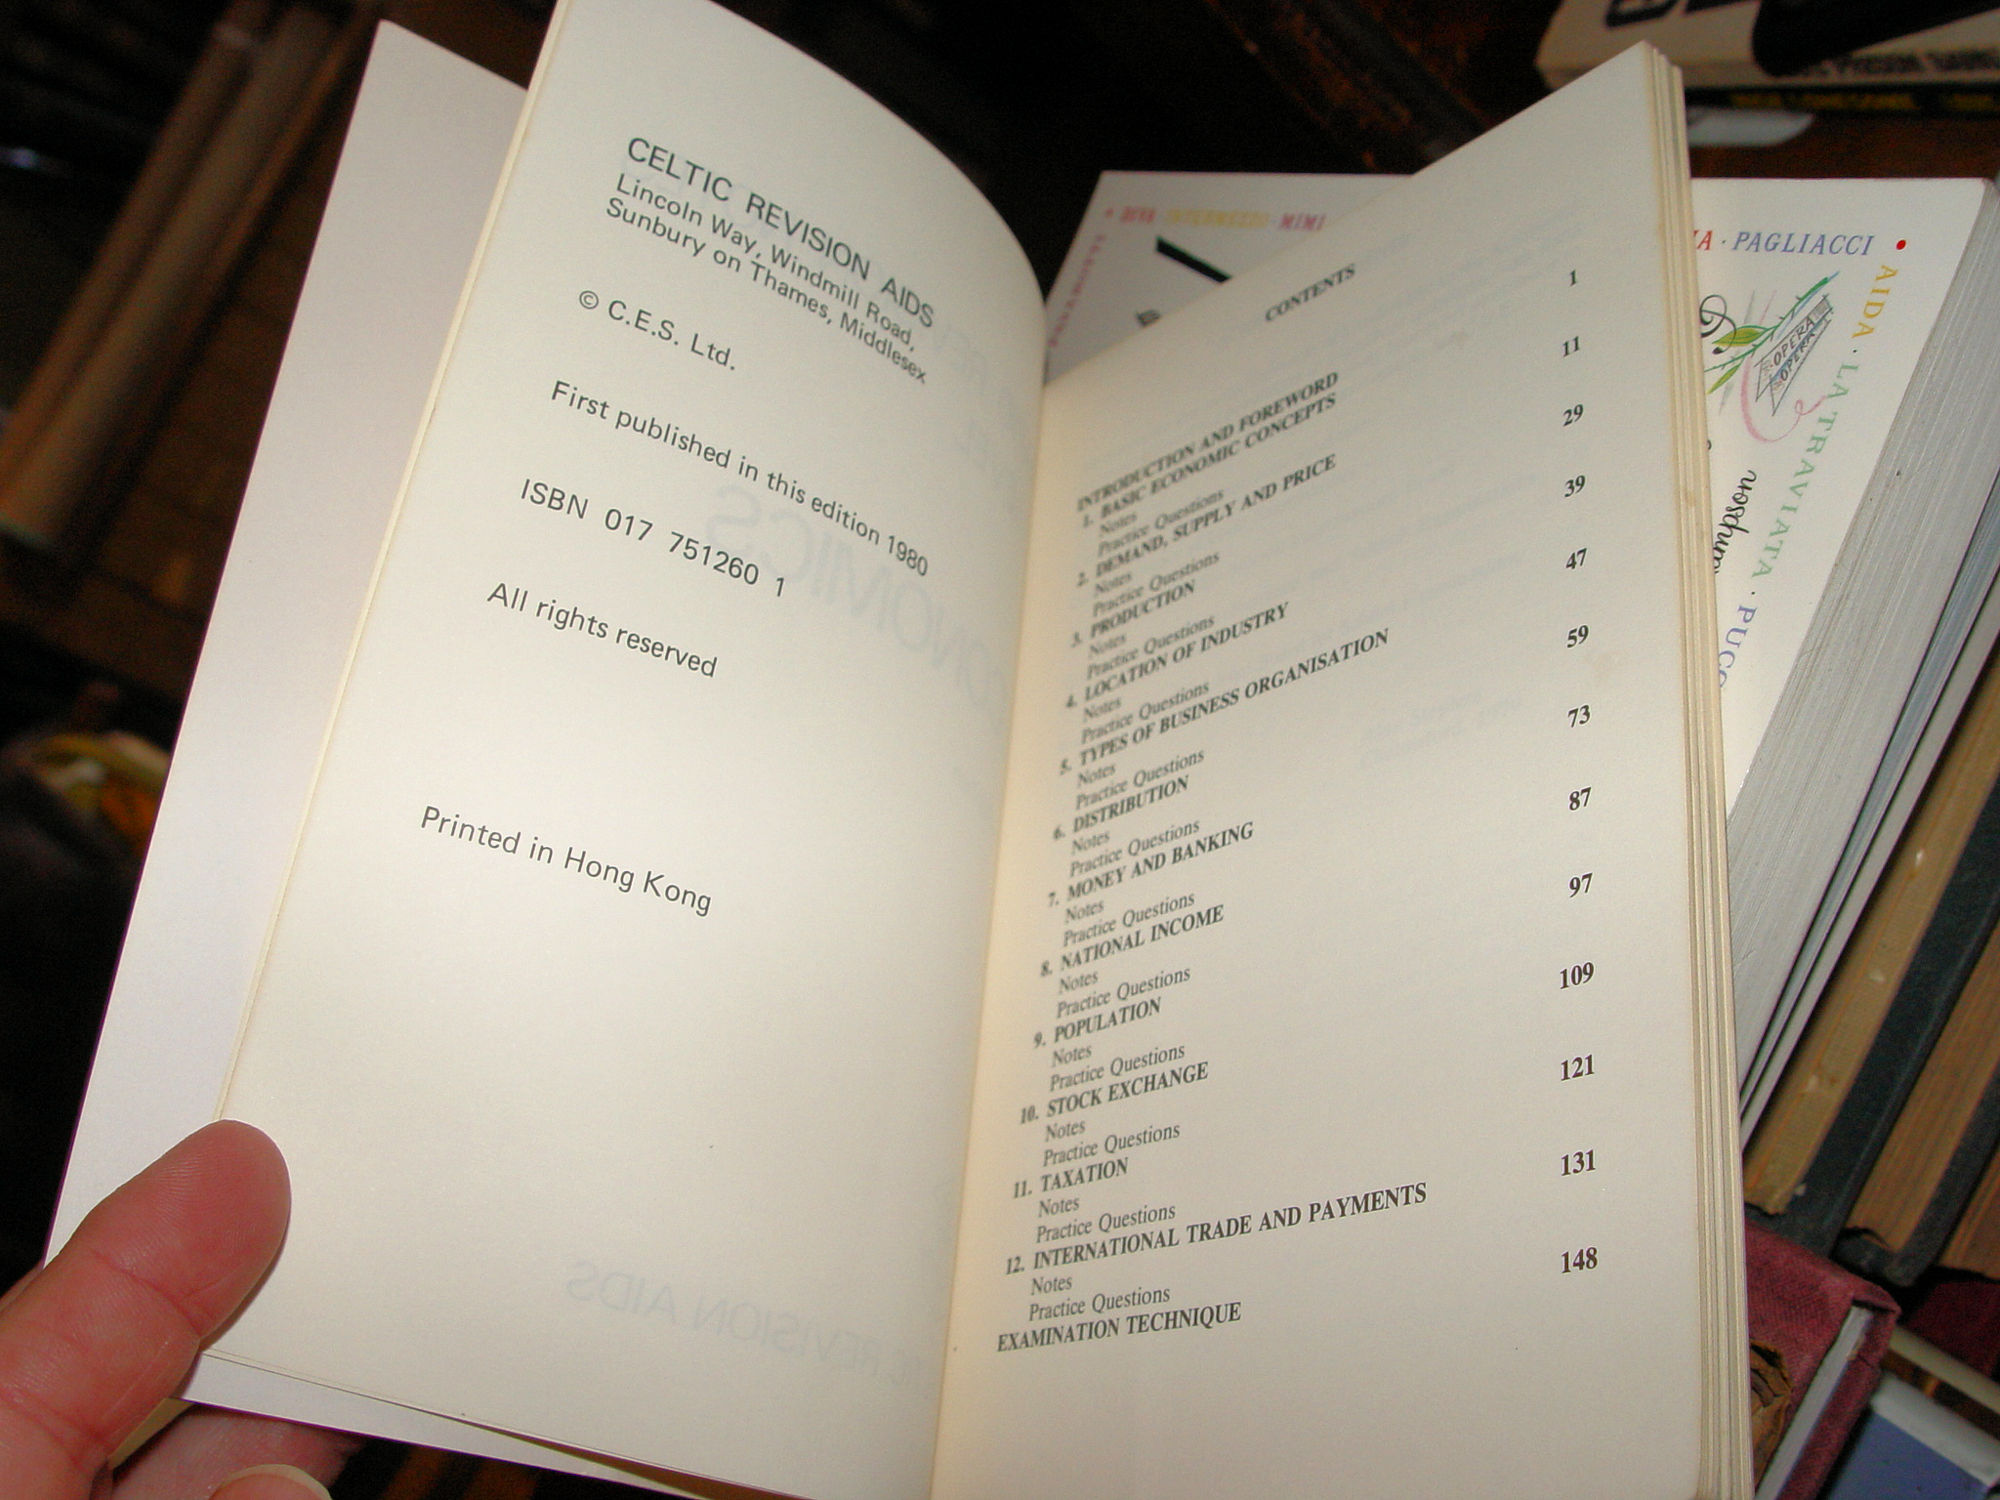 CELTIC REVISION AIDS
Lincoln Way, Windmill Road,
Sunbury on Thames, Middlesex
© C.E.S. Ltd.
First published in this edition 1980
ISBN 017 751260 1
All rights reserved
Printed in Hong Kong
CONTENTS
INTRODUCTION AND FOREWORD 1
1. BASIC ECONOMIC CONCEPTS 11
Notes
Practice Questions
2. DEMAND, SUPPLY AND PRICE 29
Notes
Practice Questions
3. PRODUCTION 39
Notes
Practice Questions
4. LOCATION OF INDUSTRY 47
Notes
Practice Questions
5. TYPES OF BUSINESS ORGANISATION 59
Notes
Practice Questions
6. DISTRIBUTION 73
Notes
Practice Questions
7. MONEY AND BANKING 87
Notes
Practice Questions
8. NATIONAL INCOME 97
Notes
Practice Questions
9. POPULATION 109
Notes
Practice Questions
10. STOCK EXCHANGE 121
Notes
Practice Questions
11. TAXATION 131
Notes
Practice Questions
12. INTERNATIONAL TRADE AND PAYMENTS 148
Notes
Practice Questions
EXAMINATION TECHNIQUE
DIVA · INTERMEZZO · MIMI
PAGLIACCI • AIDA · LA TRAVIATA ·
OPERA
OPERA